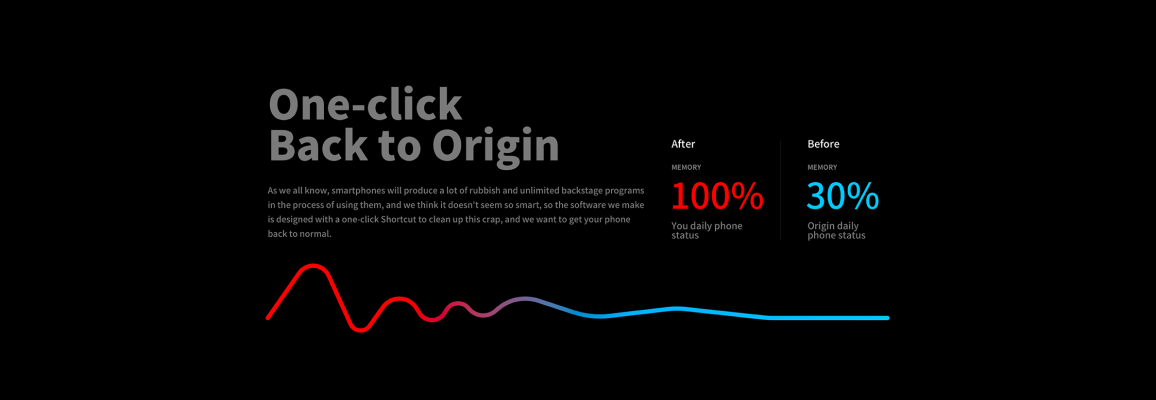 One-click
Back to Origin
As we all know, smartphones will produce a lot of rubbish and unlimited backstage programs
in the process of using them, and we think it doesn't seem so smart, so the software we make
is designed with a one-click Shortcut to clean up this crap, and we want to get your phone
back to normal.
After
MEMORY
100%
You daily phone
status
Before
MEMORY
30%
Origin daily
phone status